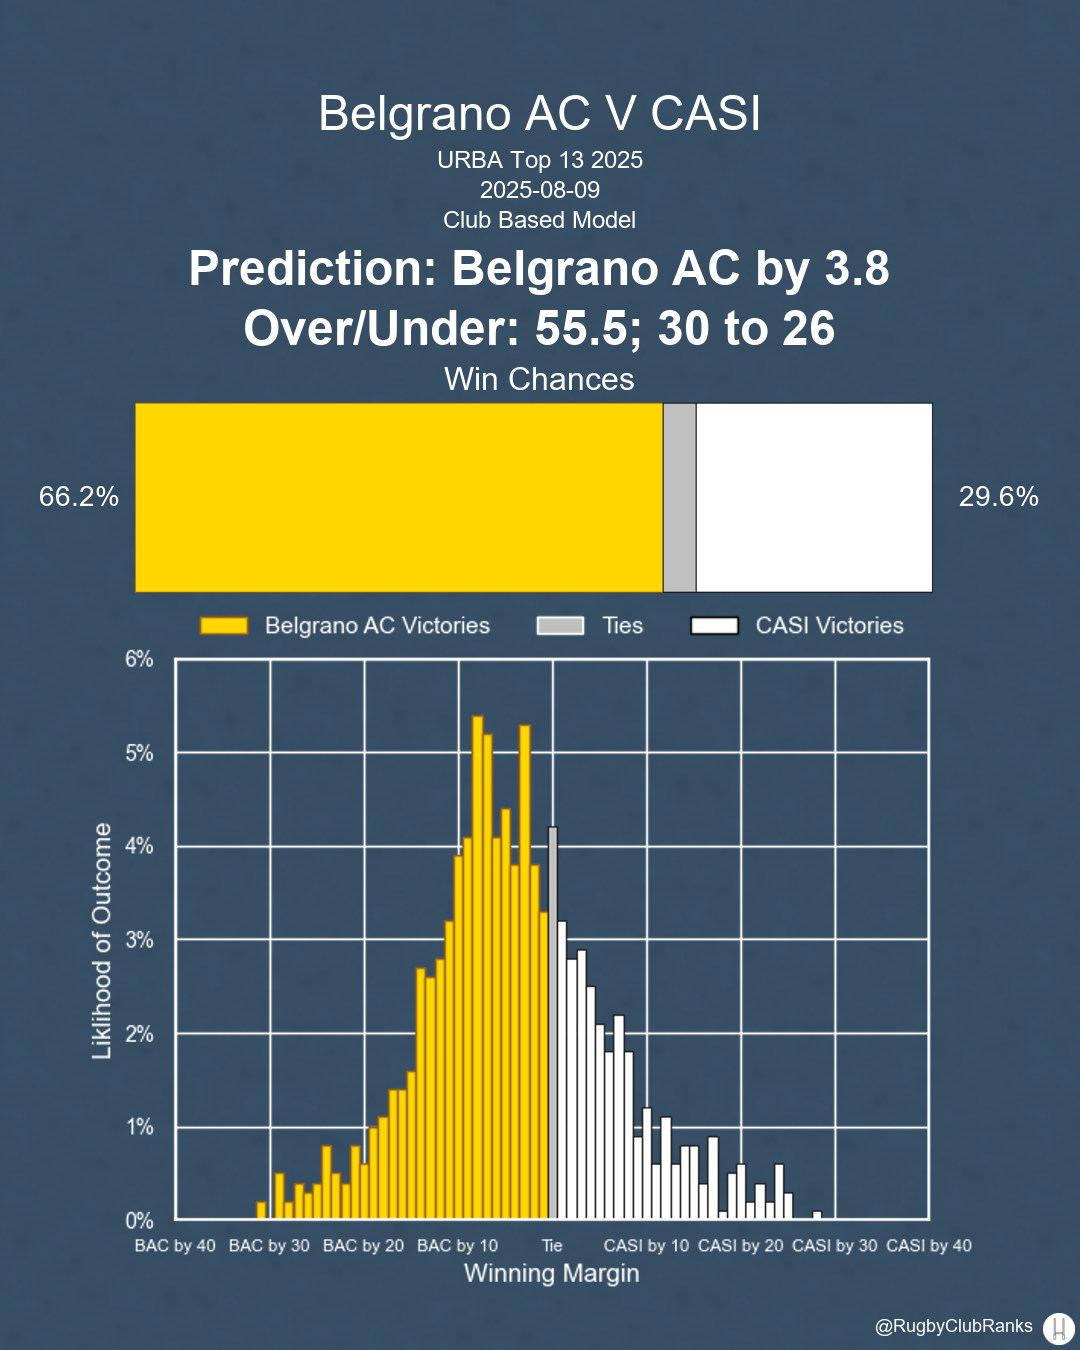 Belgrano AC V CASI
URBA Top 13 2025
2025-08-09
Club Based Model
Prediction: Belgrano AC by 3.8
Over/Under: 55.5; 30 to 26
Win Chances
66.2%
29.6%
Belgrano AC Victories
Ties
CASI Victories
6%
5%
4%
3%
2%
1%
0%
Liklihood of Outcome
BAC by 40
BAC by 30
BAC by 20
BAC by 10
Tie
CASI by 10
CASI by 20
CASI by 30
CASI by 40
Winning Margin
@RugbyClubRanks